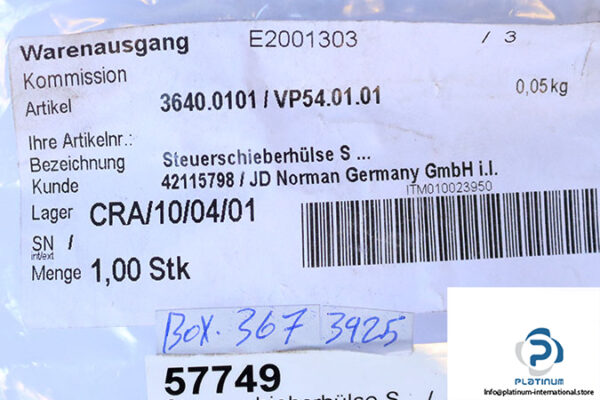 Warenausgang E2001303 / 3
Kommission
Artikel 3640.0101 / VP54.01.01 0,05 kg
Ihre Artikelnr.:
Bezeichnung Steuerschieberhülse S ...
Kunde 42115798 / JD Norman Germany GmbH i.I.
Lager CRA/10/04/01 ITM010023950
SN /
int/ext
Menge 1,00 Stk
Box. 367 3925
57749
PLATINUM
info@platinum-international.store